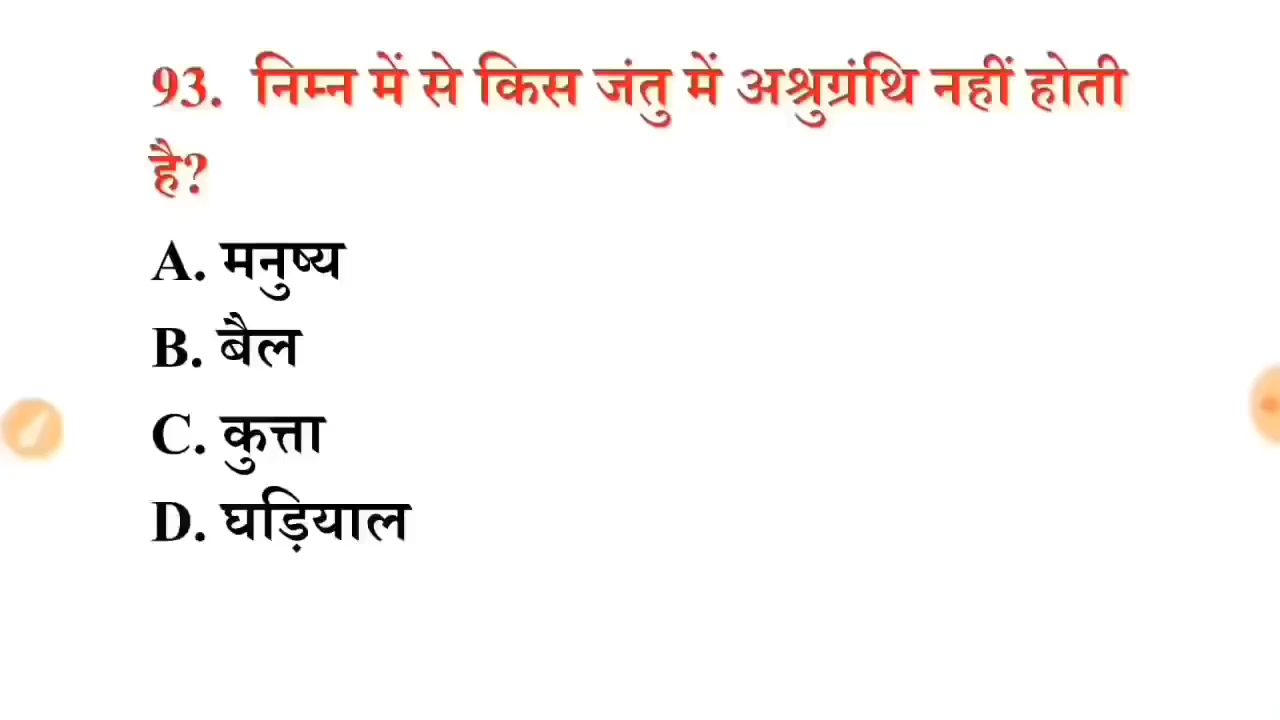 93. निम्न में से किस जंतु में अश्रुग्रंथि नहीं होती
है?
A. मनुष्य
B. बैल
C. कुत्ता
D. घड़ियाल